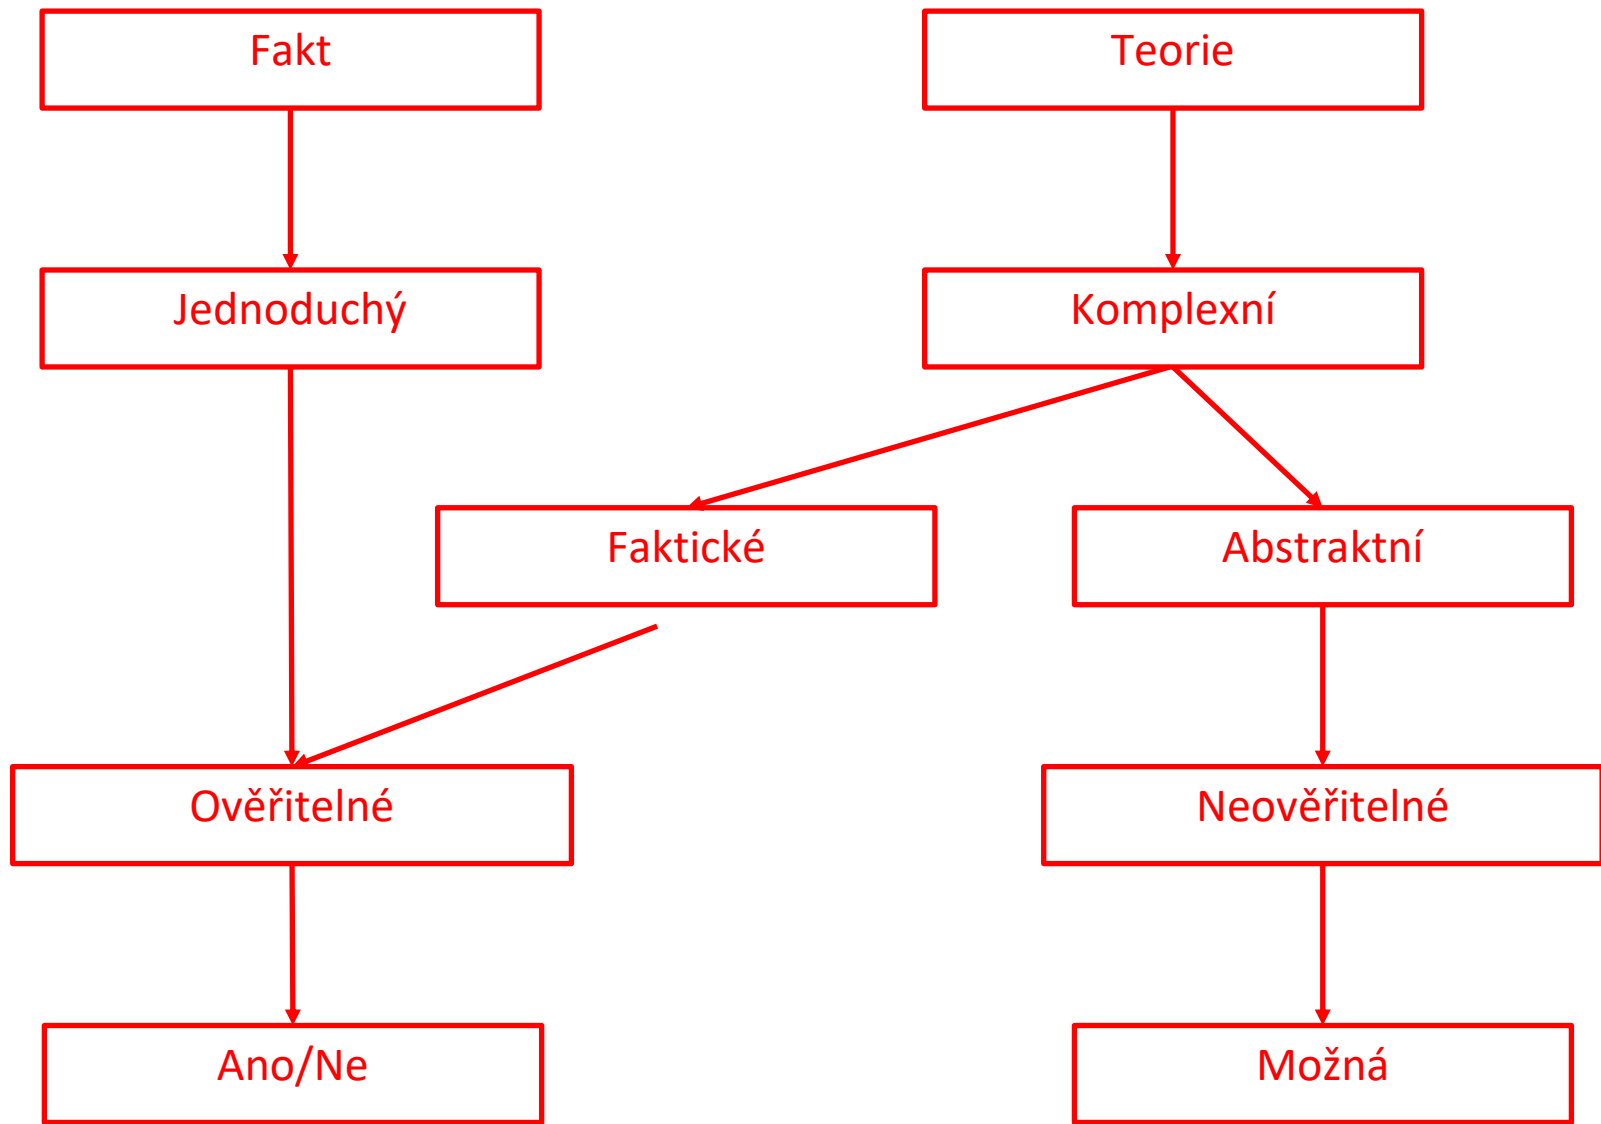 Fakt
Teorie
Jednoduchý
Komplexní
Faktické
Abstraktní
Ověřitelné
Neověřitelné
Ano/Ne
Možná